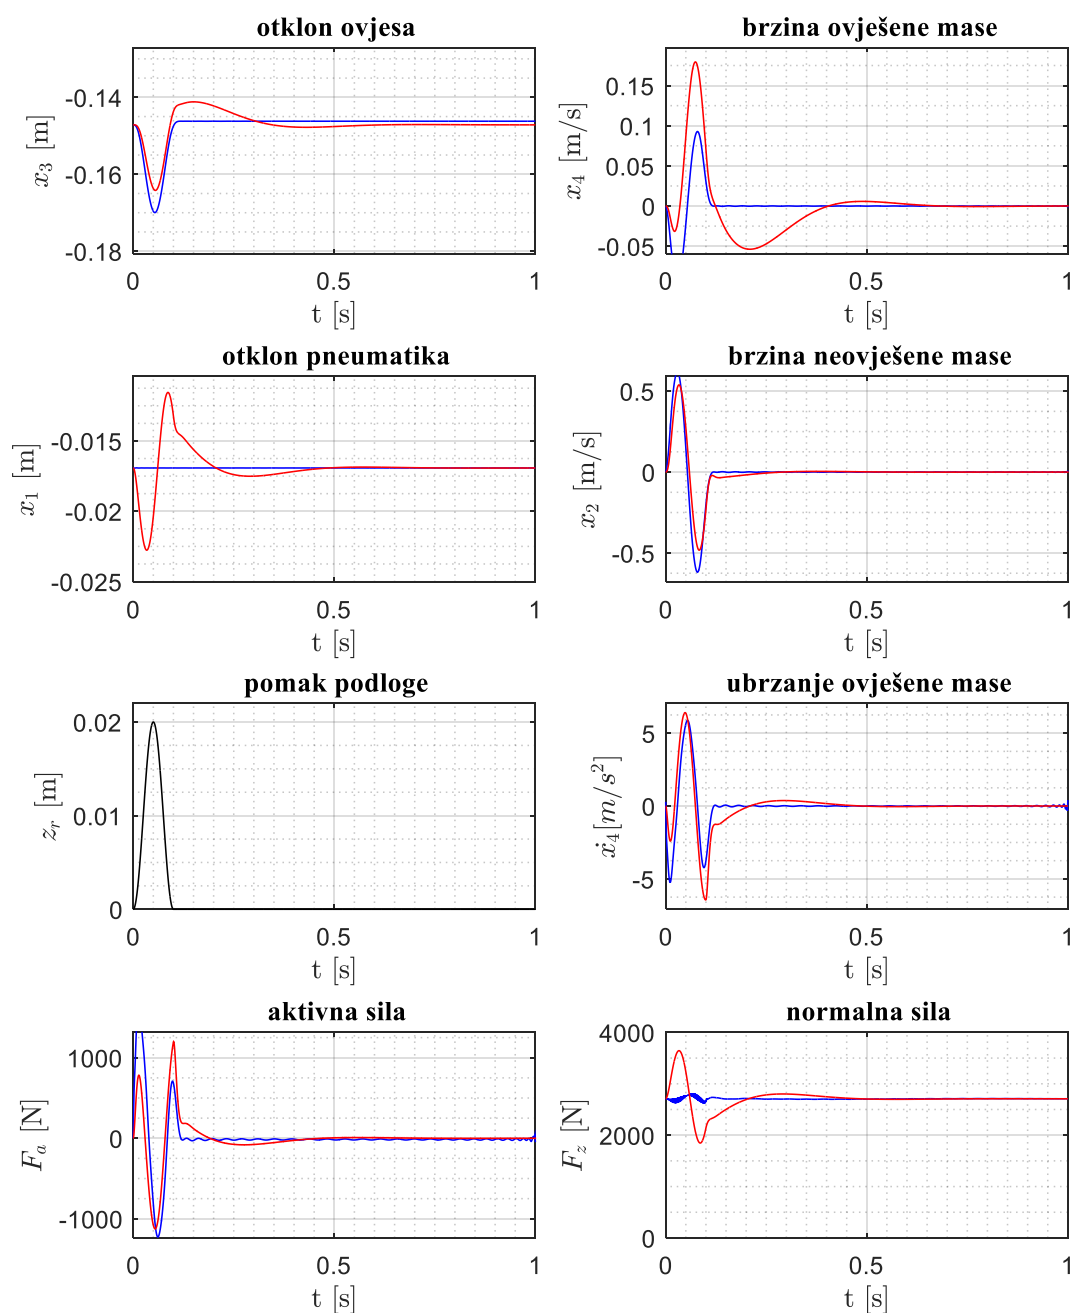 otklon ovjesa
-0.14
-0.16
-0.18
x₃ [m]
0 0.5 1
t [s]
brzina ovješene mase
0.15
0.1
0.05
0
-0.05
x₄ [m/s]
0 0.5 1
t [s]
otklon pneumatika
-0.015
-0.02
-0.025
x₁ [m]
0 0.5 1
t [s]
brzina neovješene mase
0.5
0
-0.5
x₂ [m/s]
0 0.5 1
t [s]
pomak podloge
0.02
0.01
0
z_r [m]
0 0.5 1
t [s]
ubrzanje ovješene mase
5
0
-5
ẋ₄[m/s²]
0 0.5 1
t [s]
aktivna sila
1000
0
-1000
F_a [N]
0 0.5 1
t [s]
normalna sila
4000
2000
0
F_z [N]
0 0.5 1
t [s]